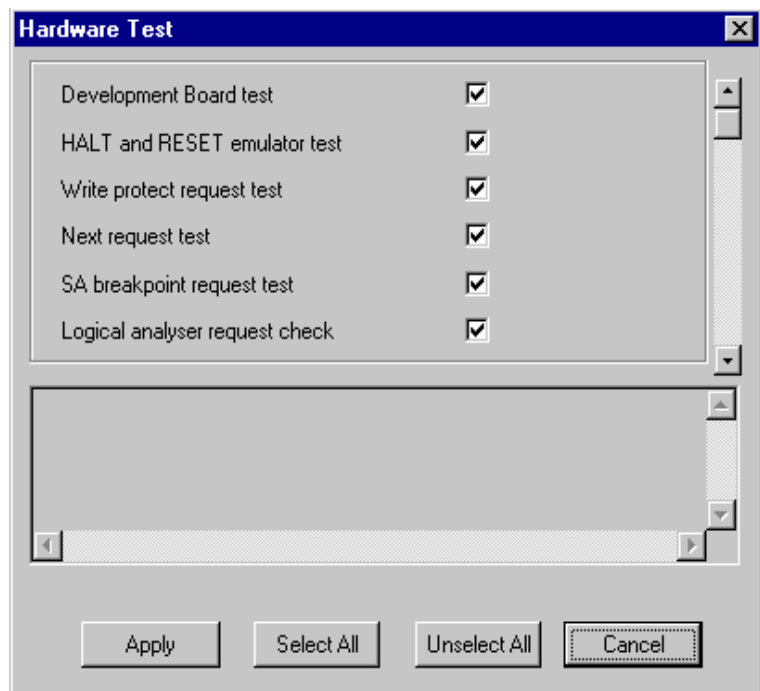 Hardware Test
Development Board test
HALT and RESET emulator test
Write protect request test
Next request test
SA breakpoint request test
Logical analyser request check
Apply
Select All
Unselect All
Cancel